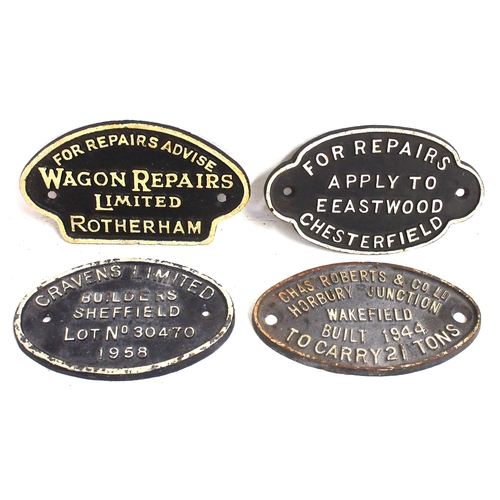 FOR REPAIRS ADVISE
WAGON REPAIRS
LIMITED
ROTHERHAM
FOR REPAIRS
APPLY TO
E EASTWOOD
CHESTERFIELD
CRAVENS LIMITED
BUILDERS
SHEFFIELD
LOT No 30470
1958
CHAS ROBERTS & CO LD
HORBURY JUNCTION
WAKEFIELD
BUILT 1944
TO CARRY 21 TONS